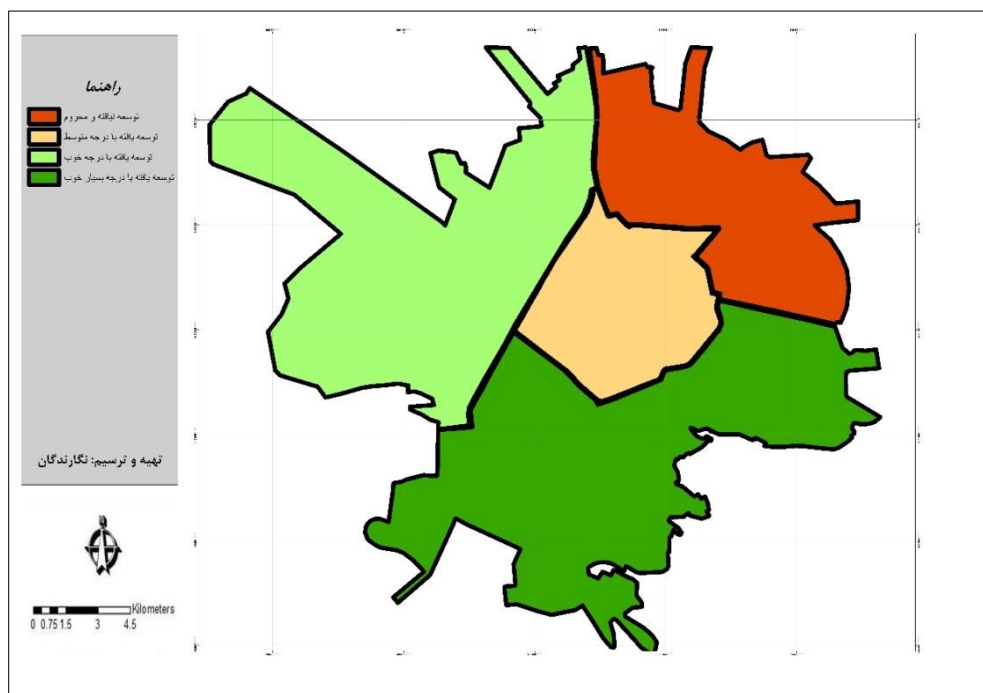 راهنما
توسعه نیافته و محروم
توسعه یافته با درجه متوسط
توسعه یافته با درجه خوب
توسعه یافته با درجه بسیار خوب
تهیه و ترسیم: نگارندگان
Kilometers
0 0.75 1.5 3 4.5